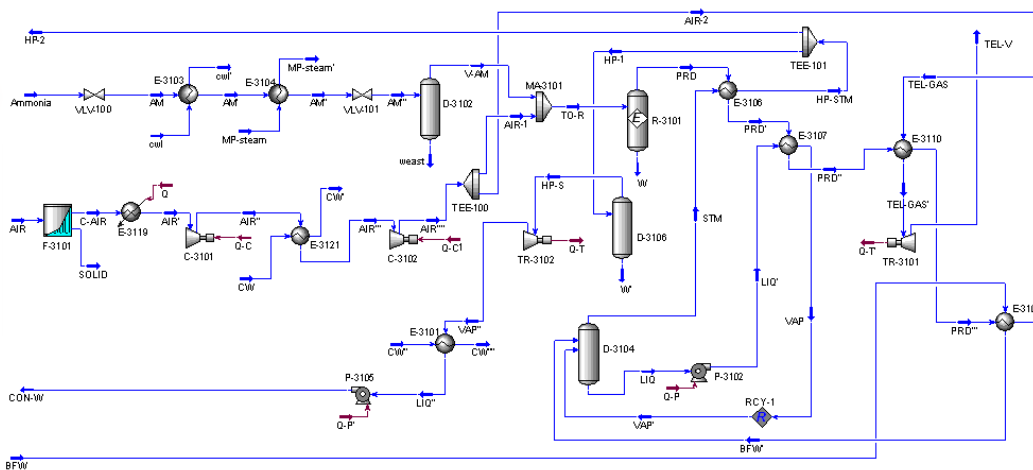 AIR-2
HP-2
MP-steam'
cwl'
E-3103
E-3104
V-AM
HP-1
TEE-101
TEL-V
Ammonia
VLV-100
AM
AM'
AM''
VLV-101
AM'''
D-3102
MA-3101
TO-R
PRD
R-3101
E-3106
HP-STM
TEL-GAS
cwl
MP-steam
weast
AIR-1
W
PRD'
E-3107
E-3110
PRD''
Q
CW'
TEE-100
HP-S
STM
TEL-GAS'
AIR
F-3101
C-AIR
E-3119
AIR'
AIR''
C-3101
Q-C
E-3121
AIR'''
AIR''''
C-3102
Q-C1
TR-3102
Q-T
D-3106
Q-T'
TR-3101
SOLID
CW
W'
LIQ'
VAP
E-3101
VAP''
CW''
CW'''
D-3104
LIQ
P-3102
Q-P
PRD'''
E-310
CON-W
P-3105
LIQ''
Q-P'
VAP'
RCY-1
R
BFW'
BFW